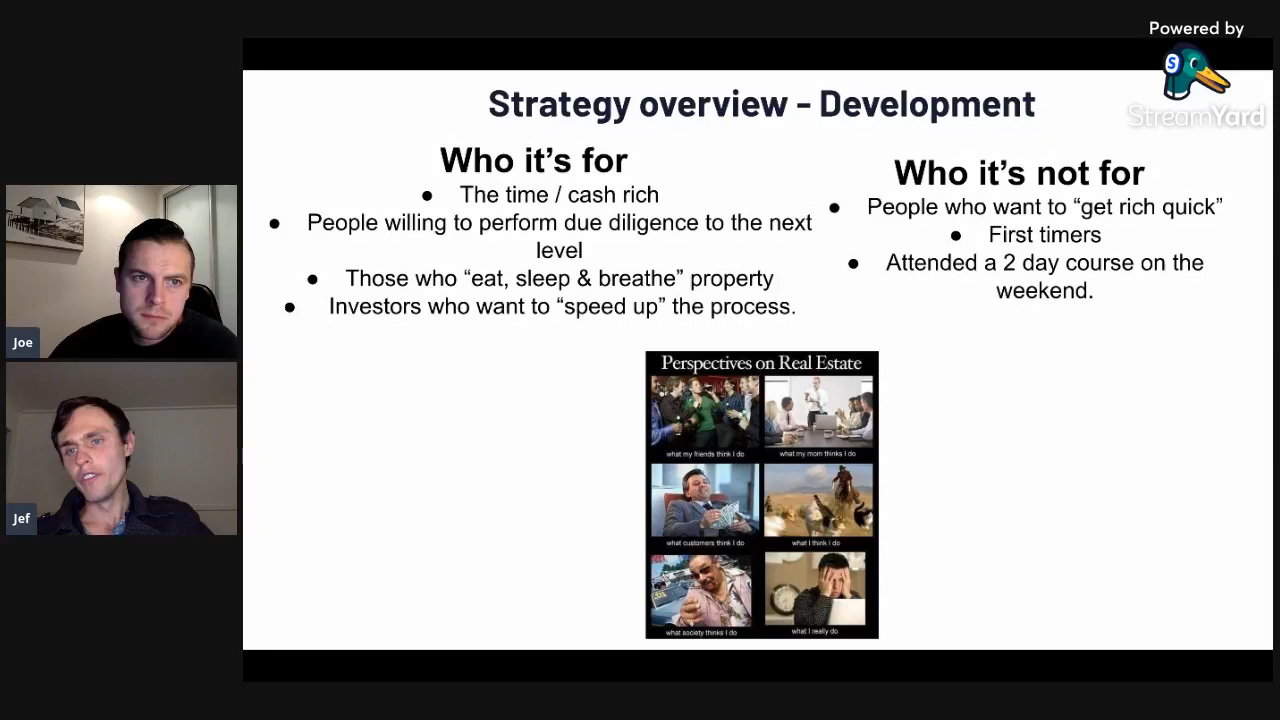 Powered by
StreamYard
Strategy overview - Development
Who it's for
● The time / cash rich
● People willing to perform due diligence to the next
level
● Those who “eat, sleep & breathe” property
● Investors who want to “speed up” the process.
Who it's not for
● People who want to “get rich quick”
● First timers
● Attended a 2 day course on the
weekend.
Joe
Jef
Perspectives on Real Estate
what my friends think I do
what my mom thinks I do
what customers think I do
what I think I do
what society thinks I do
what I really do